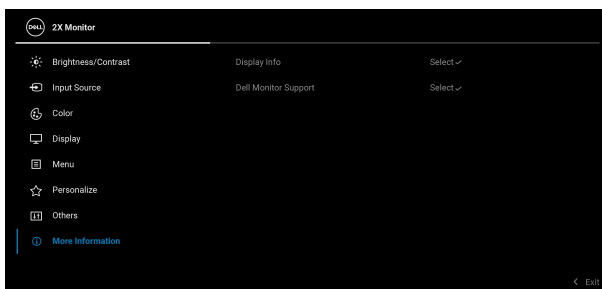 DELL 2X Monitor
Brightness/Contrast Display Info Select
Input Source Dell Monitor Support Select
Color
Display
Menu
Personalize
Others
More Information
Exit